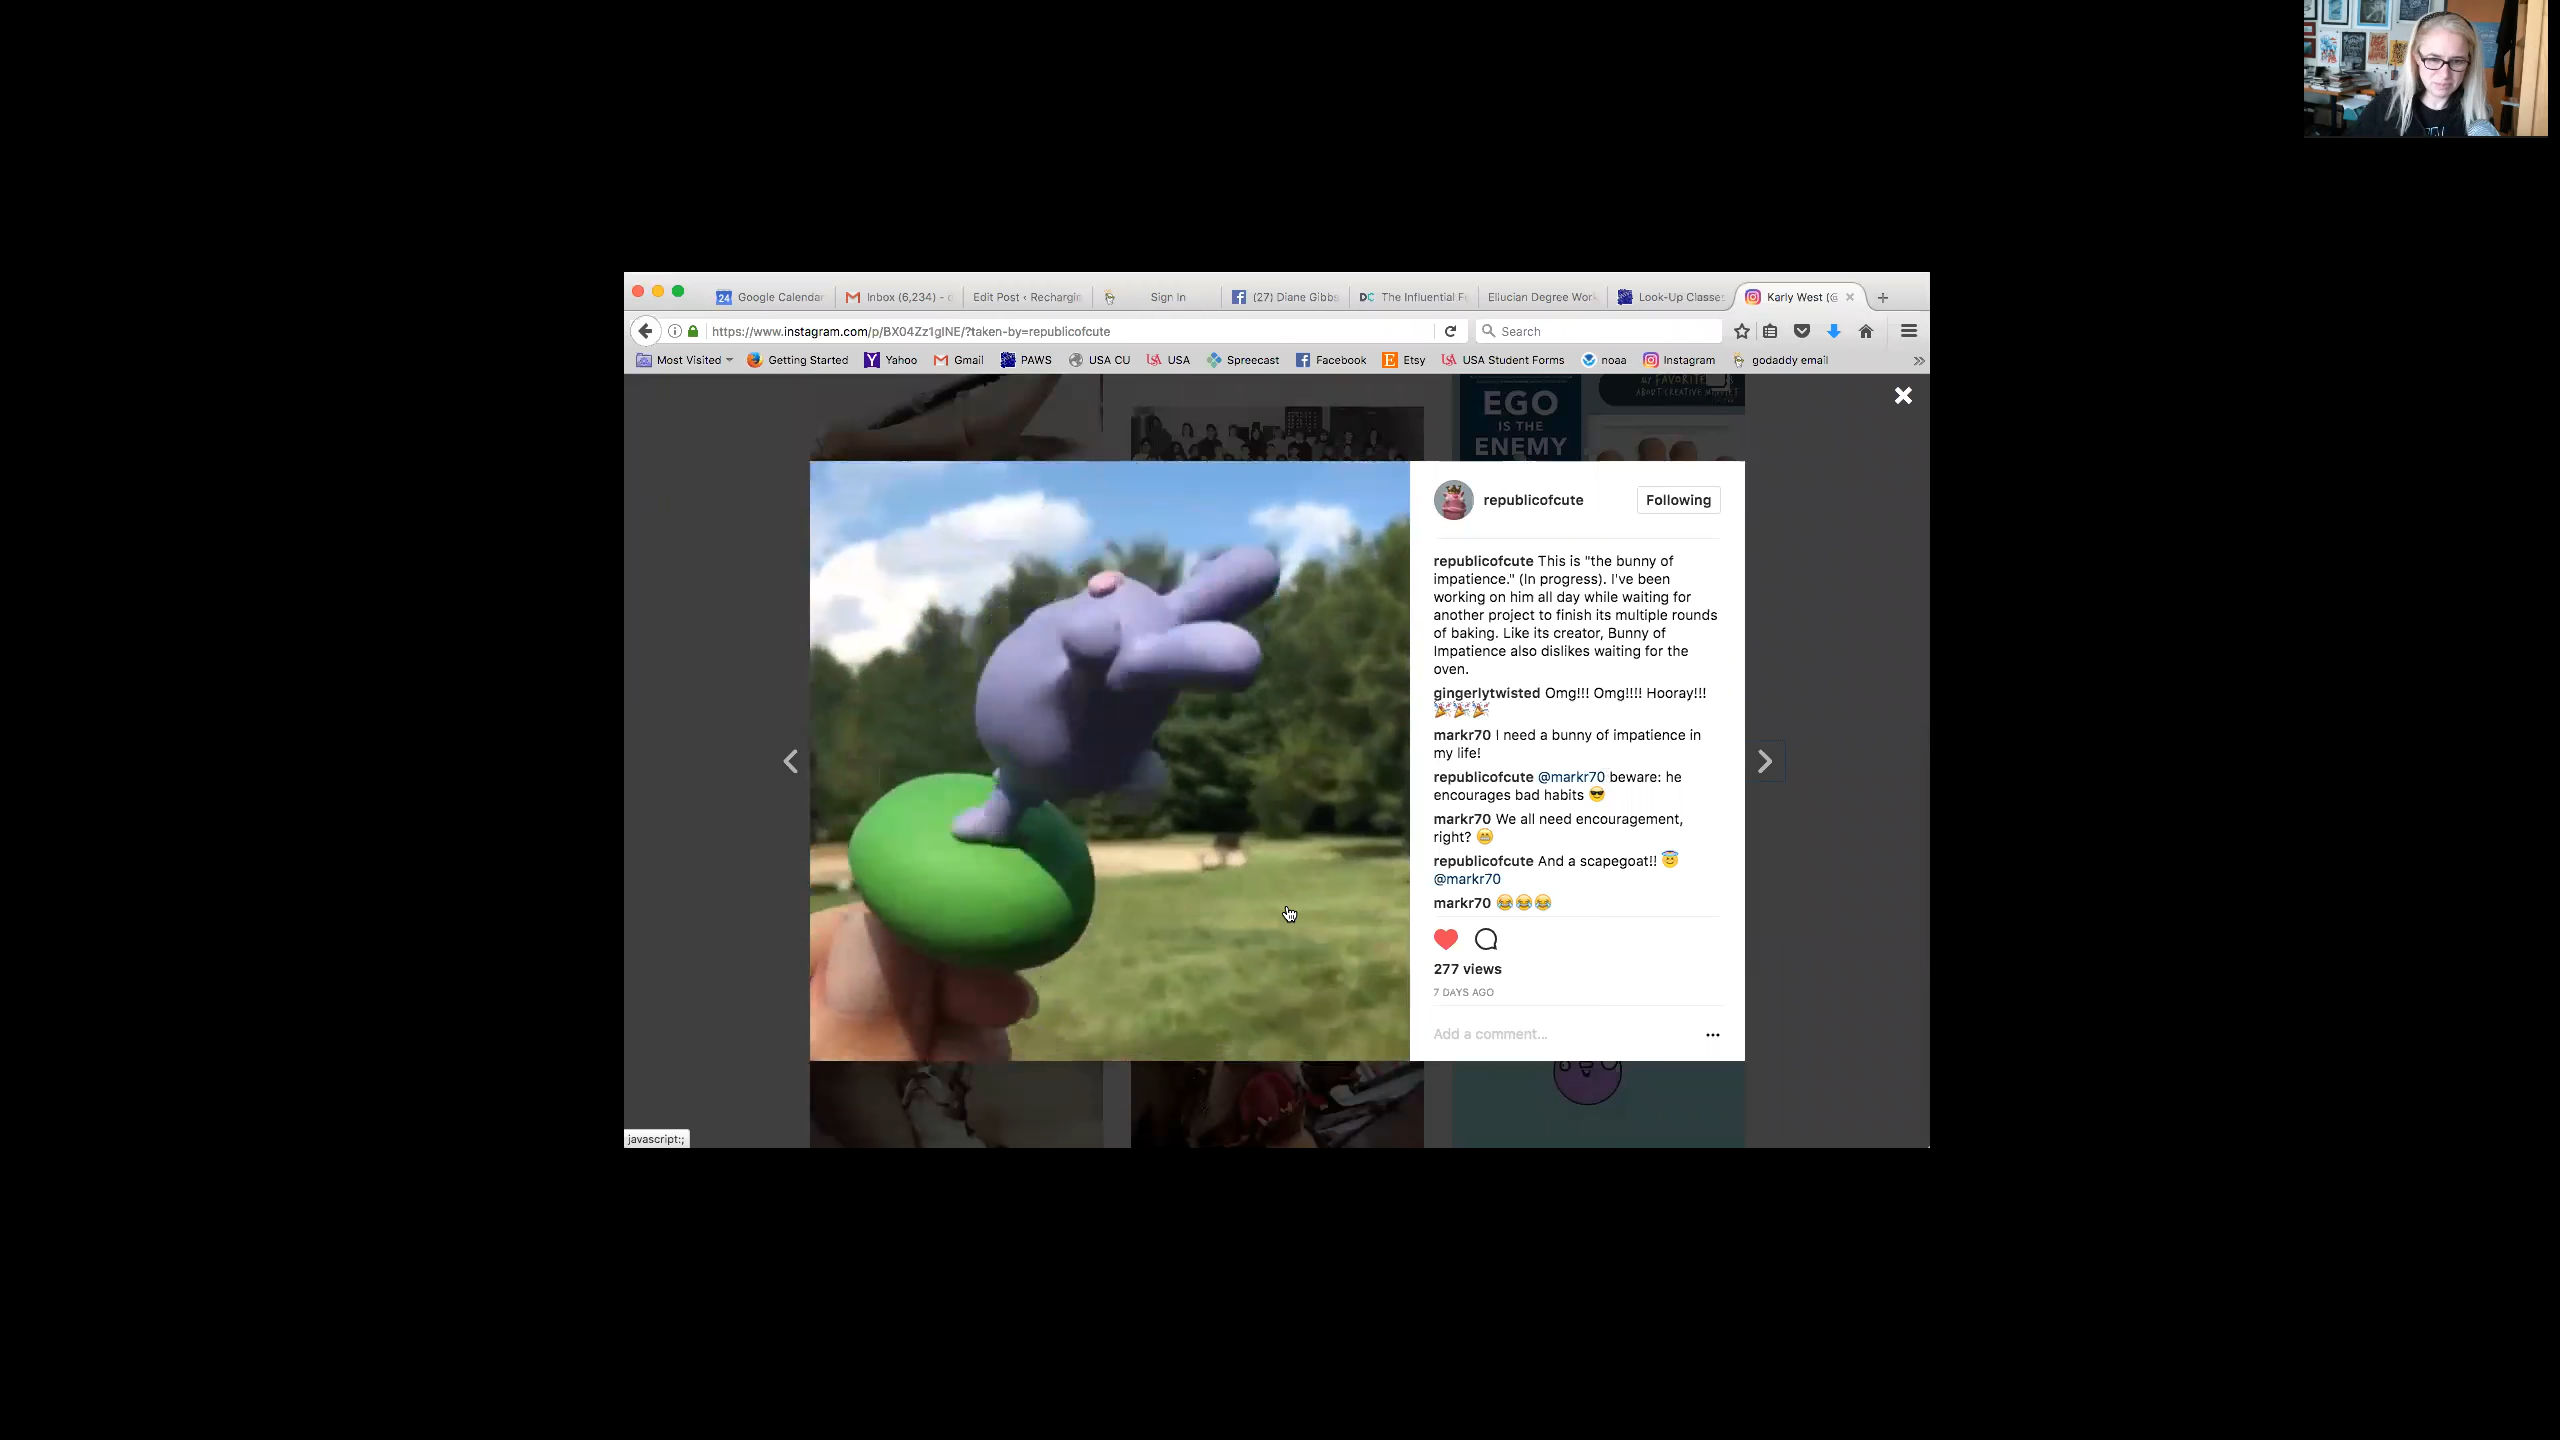 Google Calendar
Inbox (6,234) - d
Edit Post ‹ Rechargin
Sign In
(27) Diane Gibbs
The Influential F
Ellucian Degree Work
Look-Up Classes
Karly West (@
https://www.instagram.com/p/BX04Zz1gINE/?taken-by=republicofcute
Search
Most Visited
Getting Started
Yahoo
Gmail
PAWS
USA CU
USA
Spreecast
Facebook
Etsy
USA Student Forms
noaa
Instagram
godaddy email
MY FAVORITE
ABOUT CREATIVE MINDSET
EGO
IS THE
ENEMY
republicofcute
Following
republicofcute This is "the bunny of
impatience." (In progress). I've been
working on him all day while waiting for
another project to finish its multiple rounds
of baking. Like its creator, Bunny of
Impatience also dislikes waiting for the
oven.
gingerlytwisted Omg!!! Omg!!!! Hooray!!!
🎉🎉🎉
markr70 I need a bunny of impatience in
my life!
republicofcute @markr70 beware: he
encourages bad habits 😎
markr70 We all need encouragement,
right? 😁
republicofcute And a scapegoat!! 😇
@markr70
markr70 😂😂😂
277 views
7 DAYS AGO
Add a comment...
javascript:;